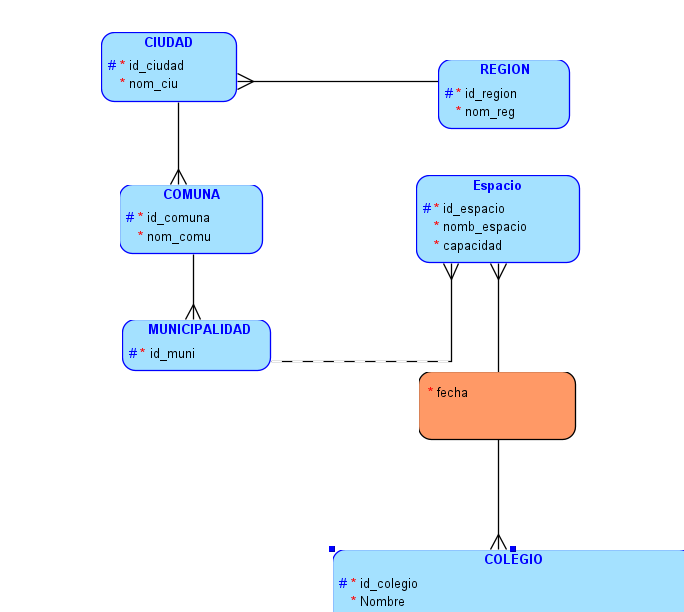 CIUDAD
# * id_ciudad
* nom_ciu
REGION
# * id_region
* nom_reg
COMUNA
# * id_comuna
* nom_comu
Espacio
# * id_espacio
* nomb_espacio
* capacidad
MUNICIPALIDAD
# * id_muni
* fecha
COLEGIO
# * id_colegio
* Nombre